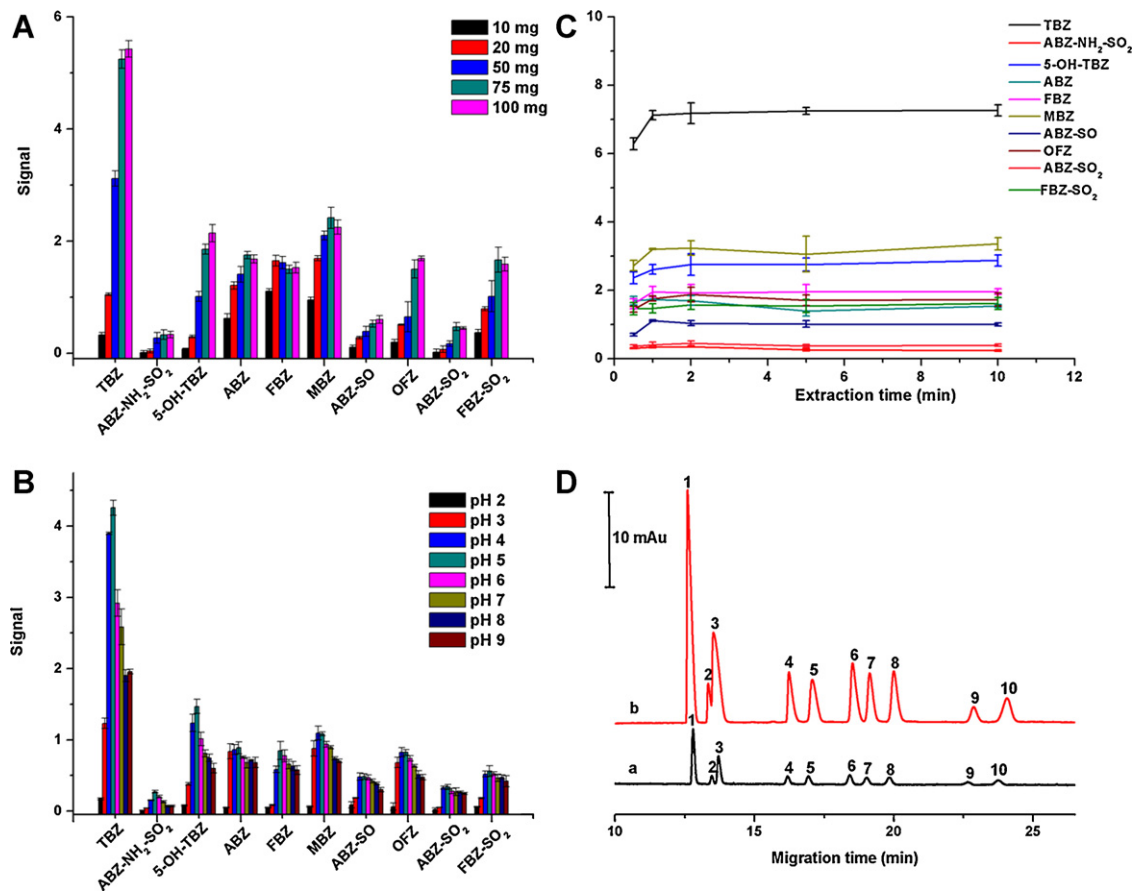 A
6
4
2
0
Signal
10 mg
20 mg
50 mg
75 mg
100 mg
TBZ
ABZ-NH₂-SO₂
5-OH-TBZ
ABZ
FBZ
MBZ
ABZ-SO
OFZ
ABZ-SO₂
FBZ-SO₂
C
10
8
6
4
2
0
0 2 4 6 8 10 12
Extraction time (min)
TBZ
ABZ-NH₂-SO₂
5-OH-TBZ
ABZ
FBZ
MBZ
ABZ-SO
OFZ
ABZ-SO₂
FBZ-SO₂
B
4
3
2
1
0
Signal
pH 2
pH 3
pH 4
pH 5
pH 6
pH 7
pH 8
pH 9
TBZ
ABZ-NH₂-SO₂
5-OH-TBZ
ABZ
FBZ
MBZ
ABZ-SO
OFZ
ABZ-SO₂
FBZ-SO₂
D
10 mAu
1 2 3 4 5 6 7 8 9 10
b
1 2 3 4 5 6 7 8 9 10
a
10 15 20 25
Migration time (min)